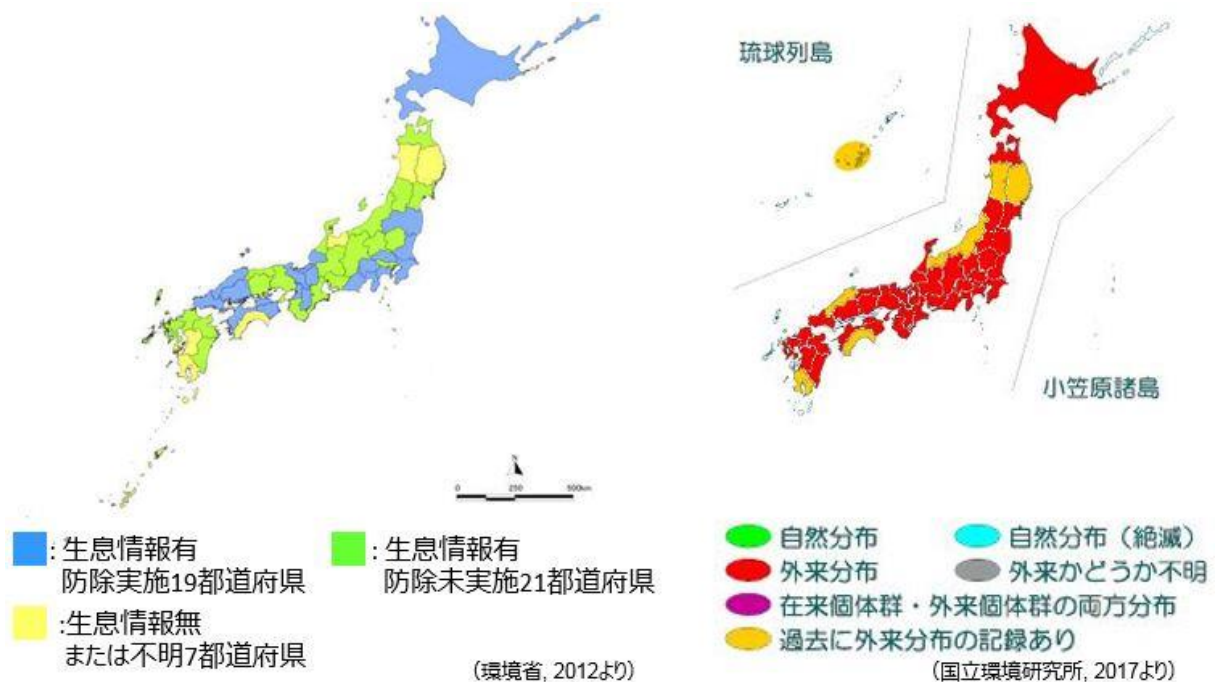 琉球列島
小笠原諸島
N
0 250 500km
: 生息情報有
防除実施19都道府県
: 生息情報有
防除未実施21都道府県
:生息情報無
または不明7都道府県
(環境省, 2012より)
自然分布
自然分布（絶滅）
外来分布
外来かどうか不明
在来個体群・外来個体群の両方分布
過去に外来分布の記録あり
(国立環境研究所, 2017より)